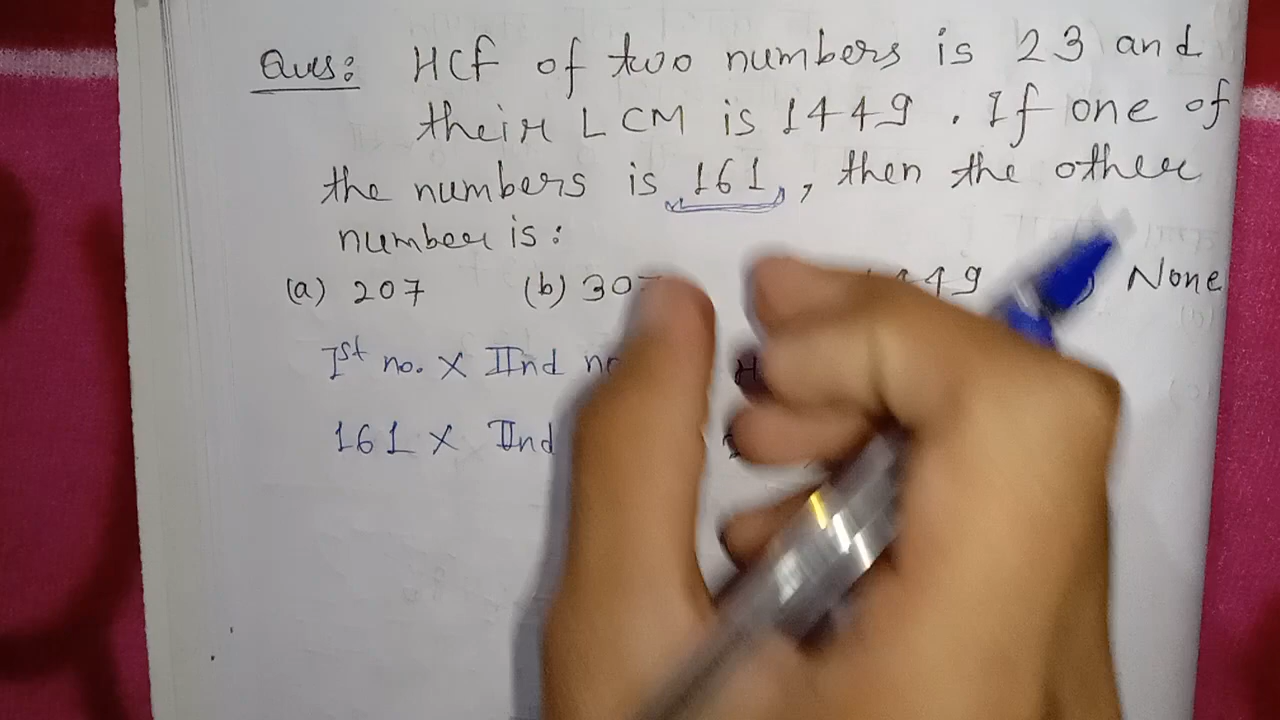 Ques: HCF of two numbers is 23 and
their LCM is 1449. If one of
the numbers is 161, then the other
number is:
(a) 207 (b) 307 None
Ist no. X IInd
161 X IInd